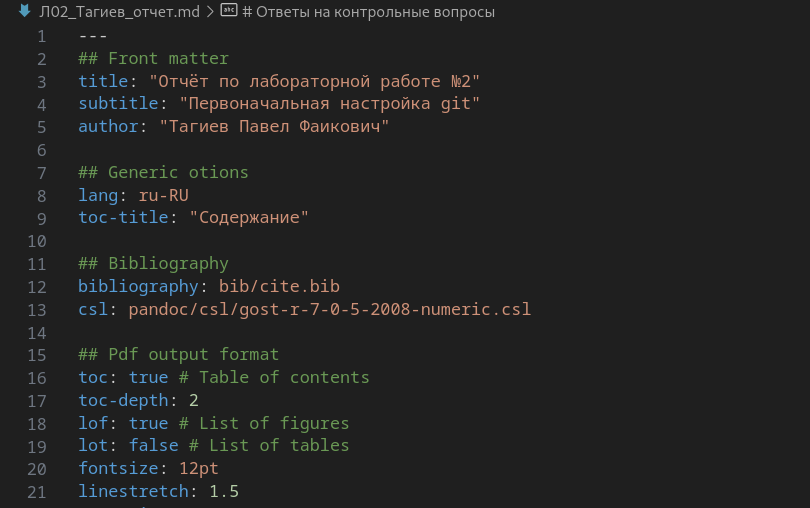 Л02_Тагиев_отчет.md > # Ответы на контрольные вопросы
1 ---
2 ## Front matter
3 title: "Отчёт по лабораторной работе №2"
4 subtitle: "Первоначальная настройка git"
5 author: "Тагиев Павел Фаикович"
6
7 ## Generic otions
8 lang: ru-RU
9 toc-title: "Содержание"
10
11 ## Bibliography
12 bibliography: bib/cite.bib
13 csl: pandoc/csl/gost-r-7-0-5-2008-numeric.csl
14
15 ## Pdf output format
16 toc: true # Table of contents
17 toc-depth: 2
18 lof: true # List of figures
19 lot: false # List of tables
20 fontsize: 12pt
21 linestretch: 1.5